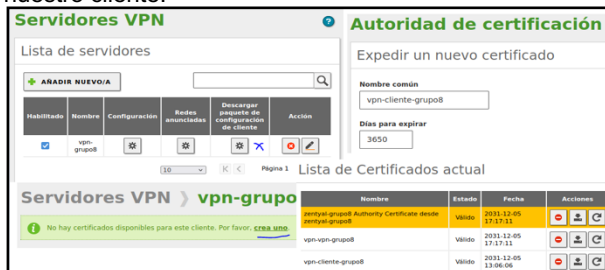 nuestro cliente.
Servidores VPN
Lista de servidores
AÑADIR NUEVO/A
Habilitado Nombre Configuración Redes anunciadas Descargar paquete de configuración de cliente Acción
vpn-grupo8
10 Página 1
Autoridad de certificación
Expedir un nuevo certificado
Nombre común
vpn-cliente-grupo8
Días para expirar
3650
Servidores VPN vpn-grupo
No hay certificados disponibles para este cliente. Por favor, crea uno.
Lista de Certificados actual
Nombre Estado Fecha Acciones
zentyal-grupo8 Authority Certificate desde zentyal-grupo8 Válido 2031-12-05 17:17:11
vpn-vpn-grupo8 Válido 2031-12-05 17:17:11
vpn-cliente-grupo8 Válido 2031-12-05 13:06:06